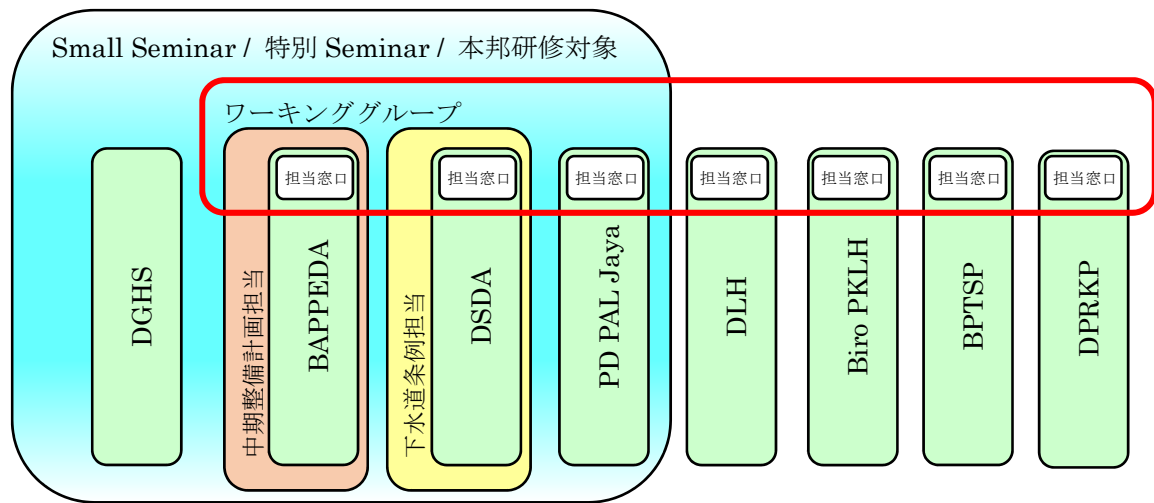 Small Seminar / 特別 Seminar / 本邦研修対象
ワーキンググループ
担当窓口
担当窓口
担当窓口
担当窓口
担当窓口
担当窓口
担当窓口
DGHS
中期整備計画担当
BAPPEDA
下水道条例担当
DSDA
PD PAL Jaya
DLH
Biro PKLH
BPTSP
DPRKP